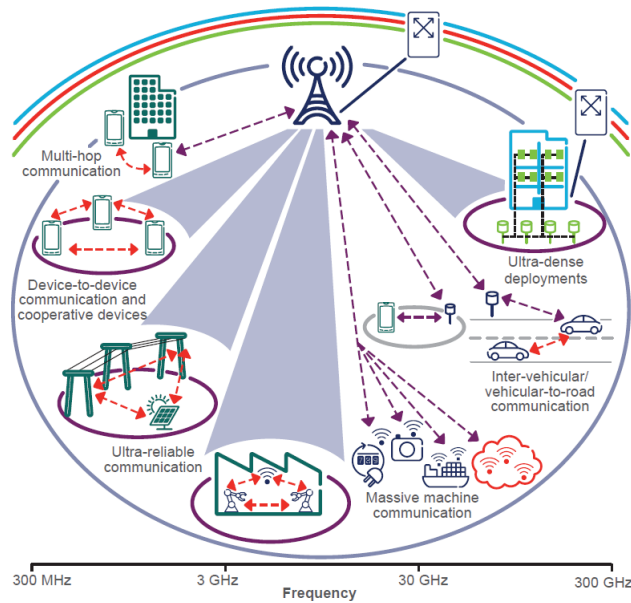 Multi-hop
communication
Device-to-device
communication and
cooperative devices
Ultra-dense
deployments
Inter-vehicular/
vehicular-to-road
communication
Ultra-reliable
communication
Massive machine
communication
300 MHz
3 GHz
30 GHz
300 GHz
Frequency